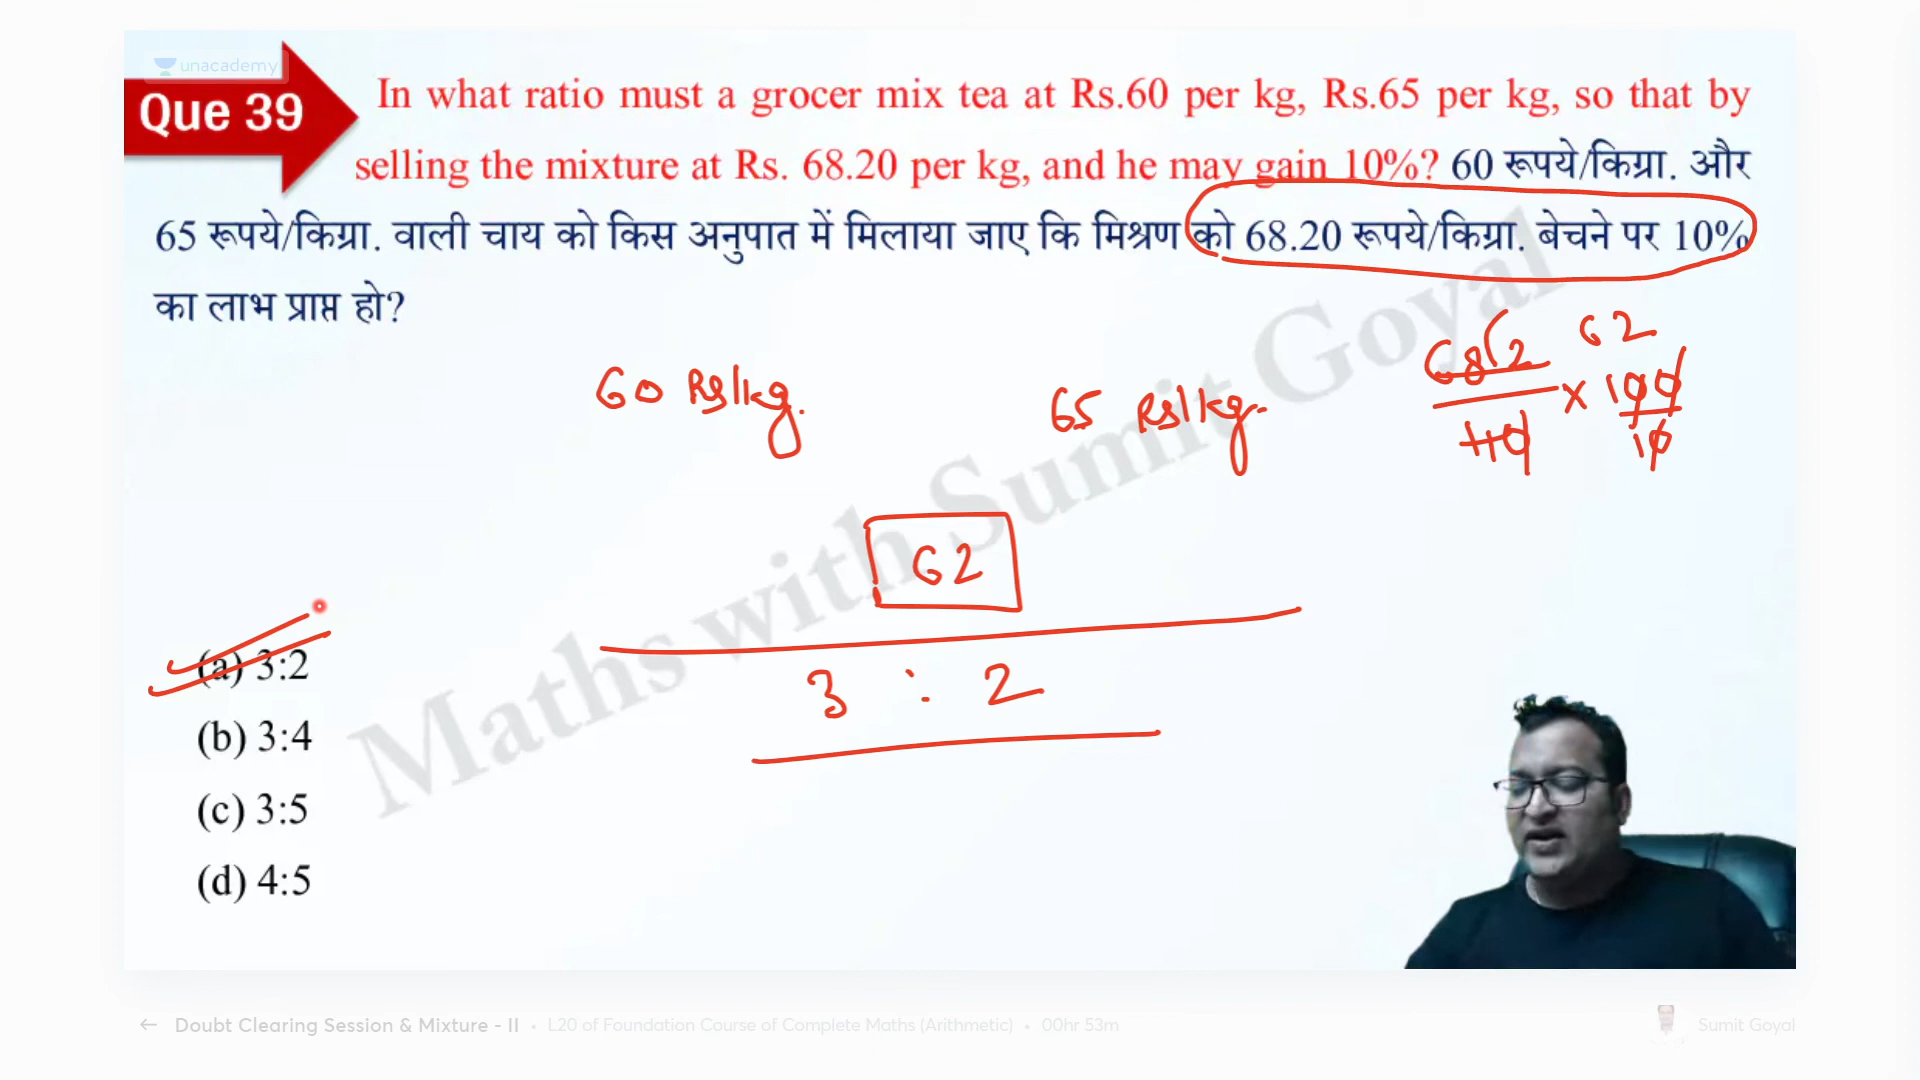 unacademy
Que 39
In what ratio must a grocer mix tea at Rs.60 per kg, Rs.65 per kg, so that by
selling the mixture at Rs. 68.20 per kg, and he may gain 10%? 60 रूपये/किग्रा. और
65 रूपये/किग्रा. वाली चाय को किस अनुपात में मिलाया जाए कि मिश्रण को 68.20 रूपये/किग्रा. बेचने पर 10%
का लाभ प्राप्त हो?
60 Rs/kg.
65 Rs/kg.
682 62
110 × 100
10
62
3 : 2
(a) 3:2
(b) 3:4
(c) 3:5
(d) 4:5
Maths with Sumit Goyal
← Doubt Clearing Session & Mixture - II • L20 of Foundation Course of Complete Maths (Arithmetic) • 00hr 53m
Sumit Goyal